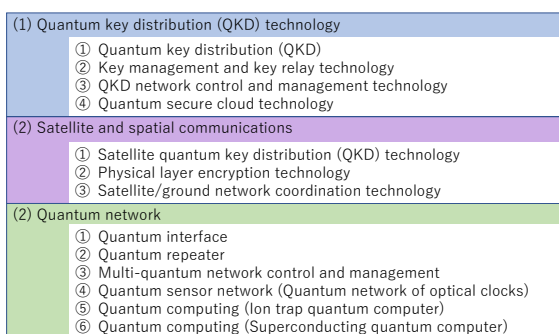 (1) Quantum key distribution (QKD) technology
① Quantum key distribution (QKD)
② Key management and key relay technology
③ QKD network control and management technology
④ Quantum secure cloud technology
(2) Satellite and spatial communications
① Satellite quantum key distribution (QKD) technology
② Physical layer encryption technology
③ Satellite/ground network coordination technology
(2) Quantum network
① Quantum interface
② Quantum repeater
③ Multi-quantum network control and management
④ Quantum sensor network (Quantum network of optical clocks)
⑤ Quantum computing (Ion trap quantum computer)
⑥ Quantum computing (Superconducting quantum computer)